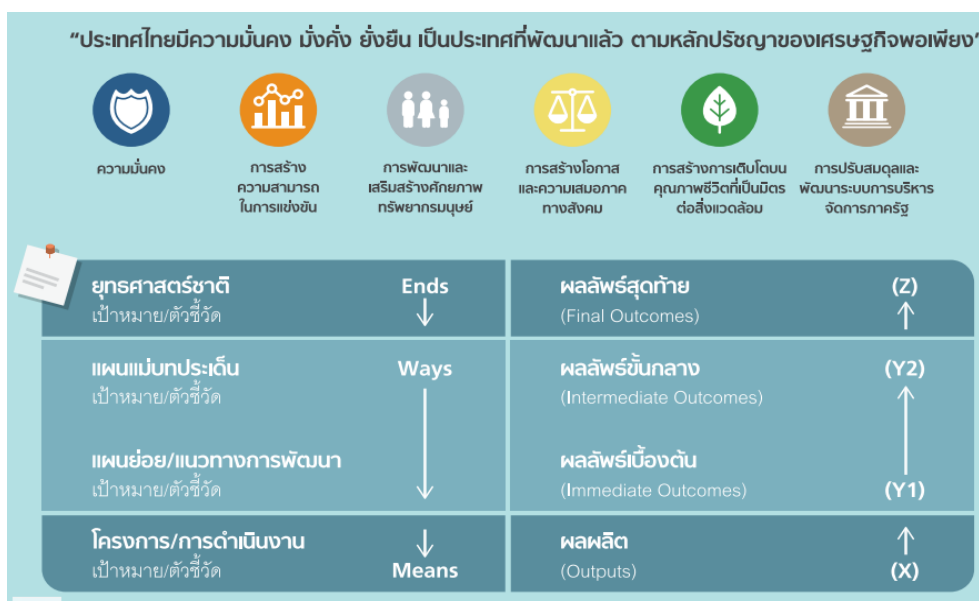 “ประเทศไทยมีความมั่นคง มั่งคั่ง ยั่งยืน เป็นประเทศที่พัฒนาแล้ว ตามหลักปรัชญาของเศรษฐกิจพอเพียง”
ความมั่นคง
การสร้าง
ความสามารถ
ในการแข่งขัน
การพัฒนาและ
เสริมสร้างศักยภาพ
ทรัพยากรมนุษย์
การสร้างโอกาส
และความเสมอภาค
ทางสังคม
การสร้างการเติบโตบน
คุณภาพชีวิตที่เป็นมิตร
ต่อสิ่งแวดล้อม
การปรับสมดุลและ
พัฒนาระบบการบริหาร
จัดการภาครัฐ
ยุทธศาสตร์ชาติ Ends ผลลัพธ์สุดท้าย (Z)
เป้าหมาย/ตัวชี้วัด (Final Outcomes)
แผนแม่บทประเด็น Ways ผลลัพธ์ขั้นกลาง (Y2)
เป้าหมาย/ตัวชี้วัด (Intermediate Outcomes)
แผนย่อย/แนวทางการพัฒนา ผลลัพธ์เบื้องต้น
เป้าหมาย/ตัวชี้วัด (Immediate Outcomes) (Y1)
โครงการ/การดำเนินงาน ผลผลิต
เป้าหมาย/ตัวชี้วัด Means (Outputs) (X)